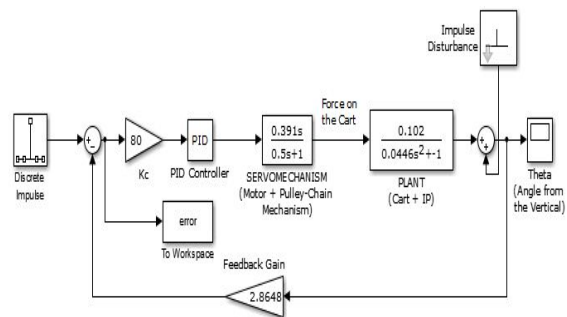 Impulse
Disturbance
Discrete
Impulse
+
-
80
Kc
PID
PID Controller
0.391s
0.5s+1
SERVOMECHANISM
(Motor + Pulley-Chain
Mechanism)
Force on
the Cart
0.102
0.0446s2+-1
PLANT
(Cart + IP)
+
+
Theta
(Angle from
the Vertical)
error
To Workspace
Feedback Gain
2.8648